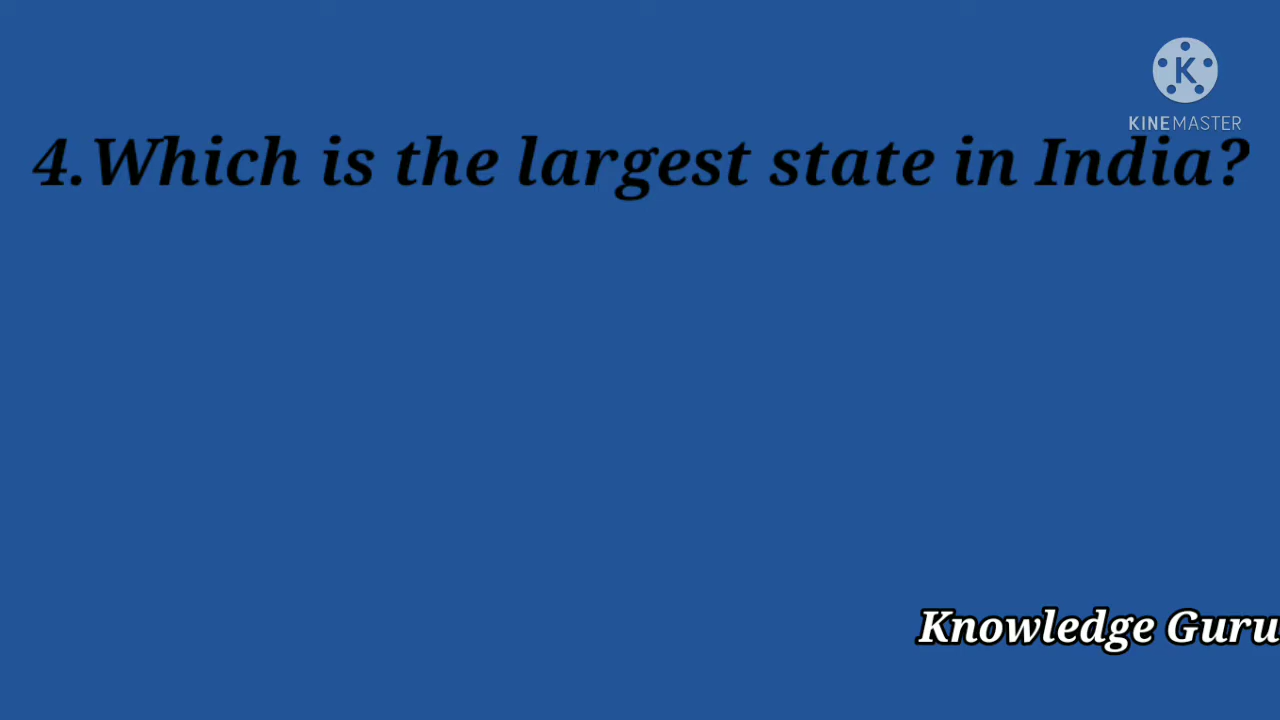 K
KINEMASTER
4.Which is the largest state in India?
Knowledge Guru